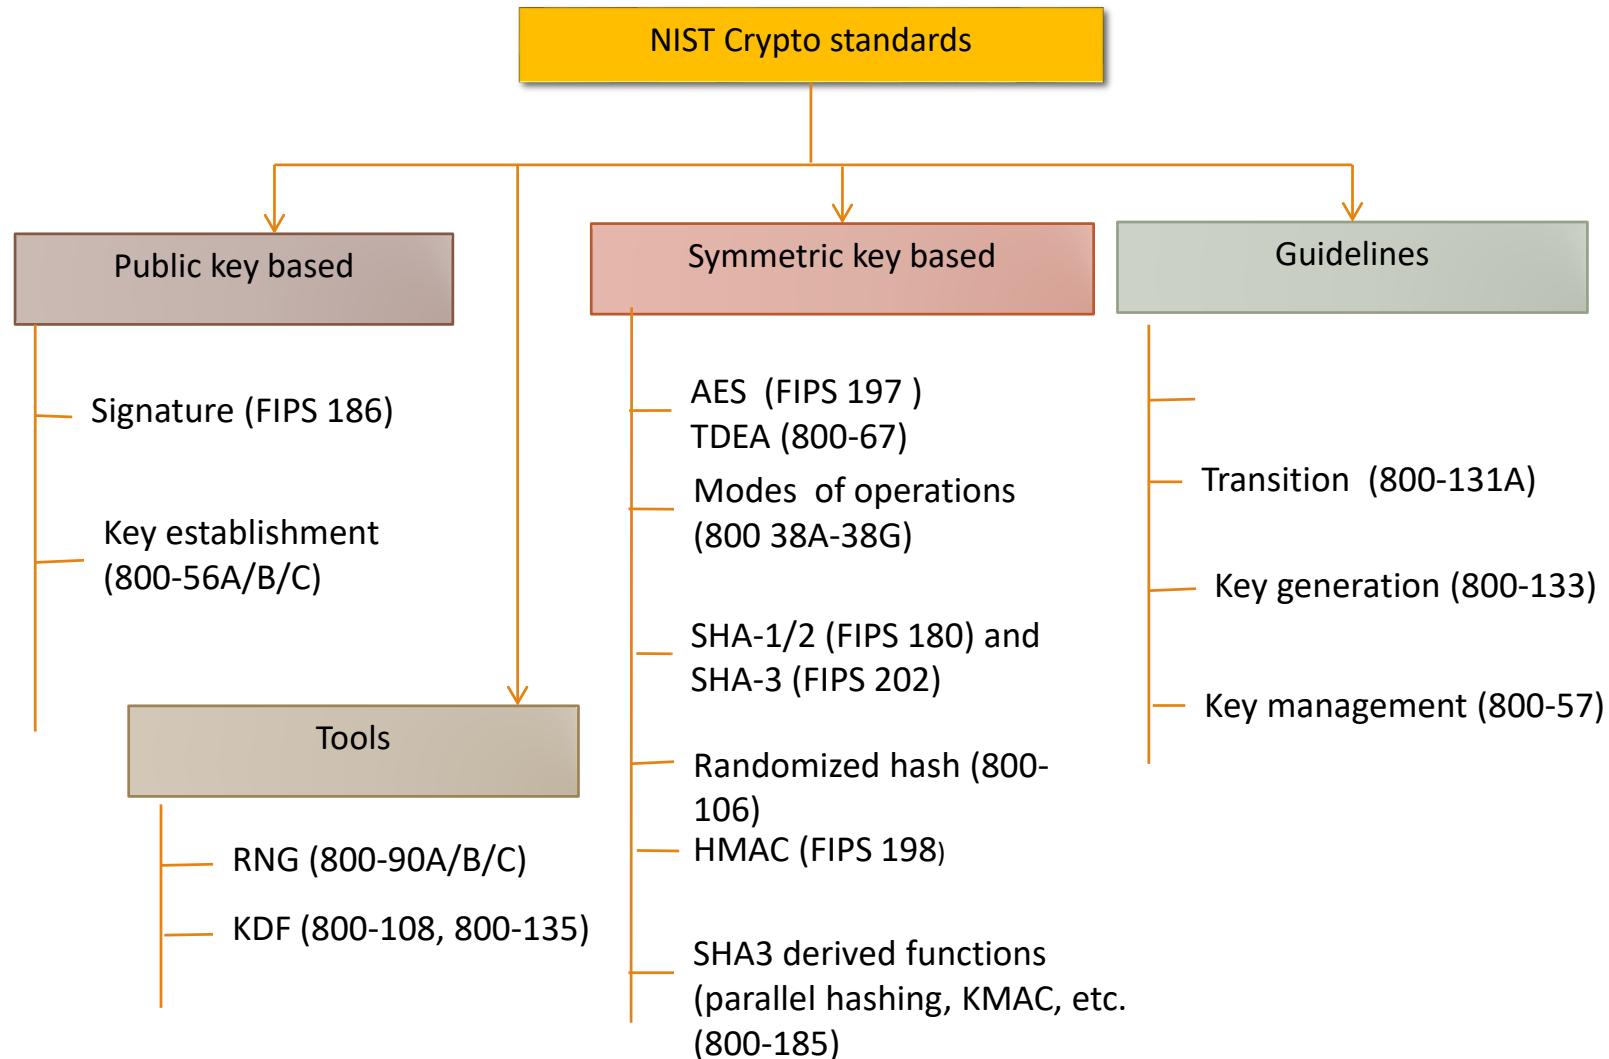 NIST Crypto standards
Public key based
Signature (FIPS 186)
Key establishment
(800-56A/B/C)
Tools
RNG (800-90A/B/C)
KDF (800-108, 800-135)
Symmetric key based
AES  (FIPS 197 )
TDEA (800-67)
Modes  of operations
(800 38A-38G)
SHA-1/2 (FIPS 180) and
SHA-3 (FIPS 202)
Randomized hash (800-
106)
HMAC (FIPS 198)
SHA3 derived functions
(parallel hashing, KMAC, etc.
(800-185)
Guidelines
Transition  (800-131A)
Key generation (800-133)
Key management (800-57)